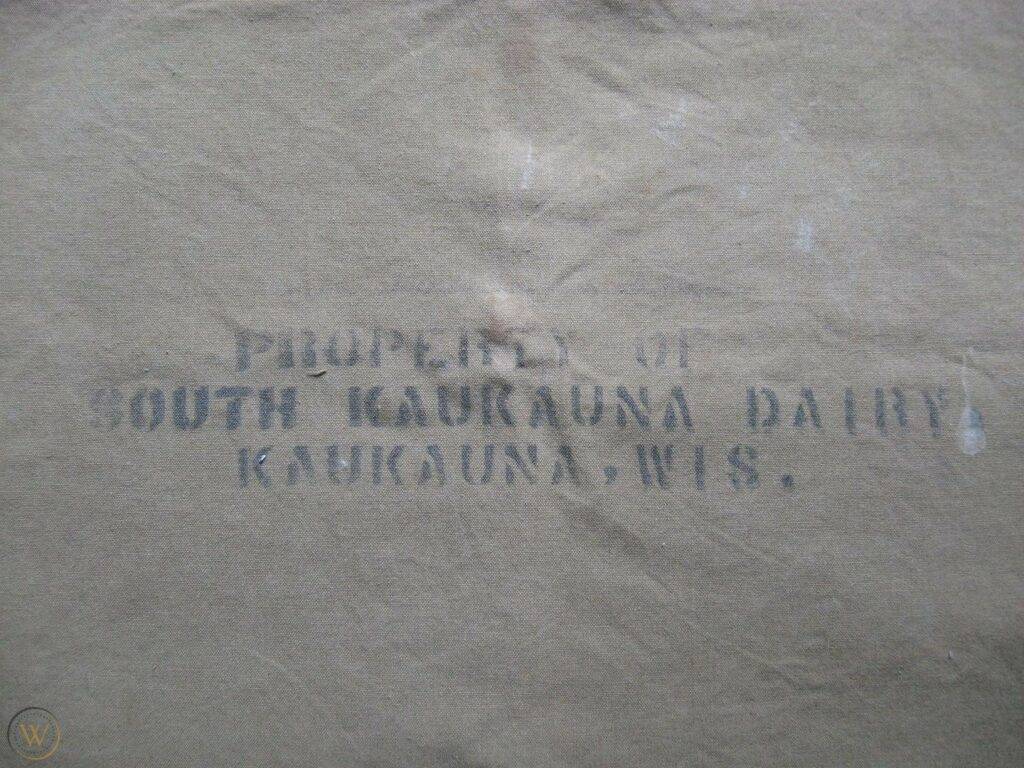 PROPERTY OF
SOUTH KAUKAUNA DAIRY,
KAUKAUNA, WIS.
W